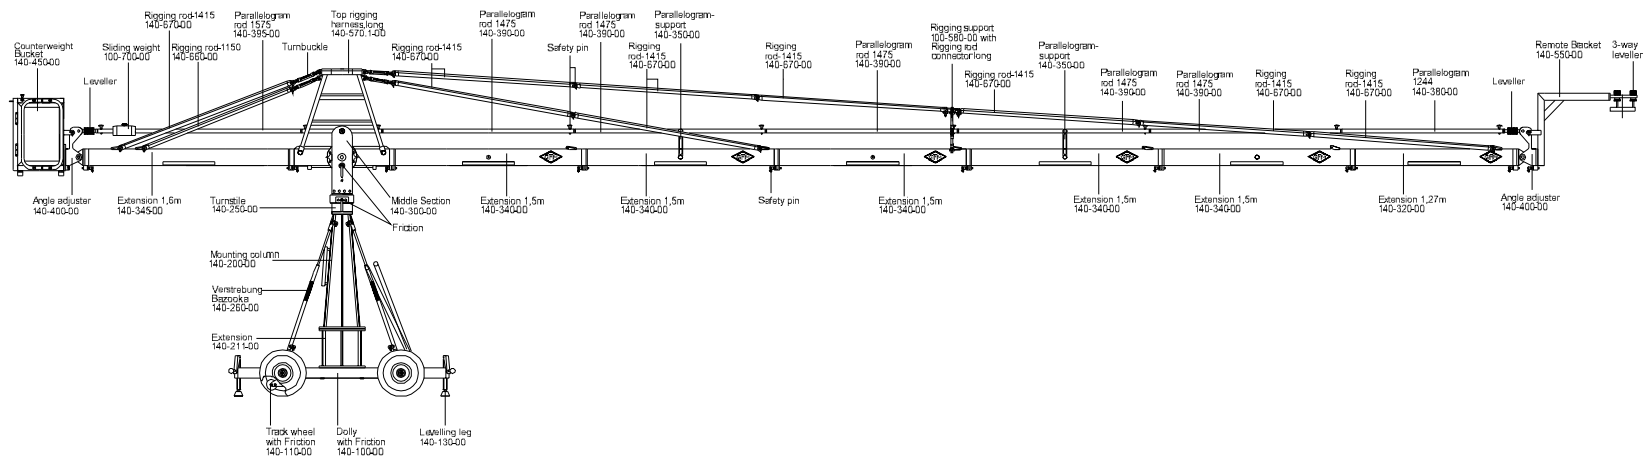 Rigging rod-1415
140-670-00
Parallelogram
rod 1575
140-395-00
Top rigging
harness,long
140-570.1-00
Parallelogram
rod 1475
140-390-00
Parallelogram
rod 1475
140-390-00
Parallelogram-
support
140-350-00
Rigging support
100-580-00 with
Rigging rod
connector long
Counterweight
Bucket
140-450-00
Sliding weight
100-700-00
Rigging rod-1150
140-660-00
Turnbuckle
Rigging rod-1415
140-670-00
Safety pin
Rigging
rod-1415
140-670-00
Rigging
rod-1415
140-670-00
Parallelogram
rod 1475
140-390-00
Parallelogram-
support
140-350-00
Remote Bracket
140-550-00
3-way
leveller
Leveller
Rigging rod-1415
140-670-00
Parallelogram
rod 1475
140-390-00
Parallelogram
rod 1475
140-390-00
Rigging
rod-1415
140-670-00
Rigging
rod-1415
140-670-00
Parallelogram
1244
140-380-00
Leveller
Angle adjuster
140-400-00
Extension 1,6m
140-345-00
Turnstile
140-250-00
Middle Section
140-300-00
Extension 1,5m
140-340-00
Extension 1,5m
140-340-00
Safety pin
Extension 1,5m
140-340-00
Extension 1,5m
140-340-00
Extension 1,5m
140-340-00
Extension 1,27m
140-320-00
Angle adjuster
140-400-00
Friction
Mounting column
140-200-00
Verstrebung
Bazooka
140-260-00
Extension
140-211-00
Track wheel
with Friction
140-110-00
Dolly
with Friction
140-100-00
Levelling leg
140-130-00